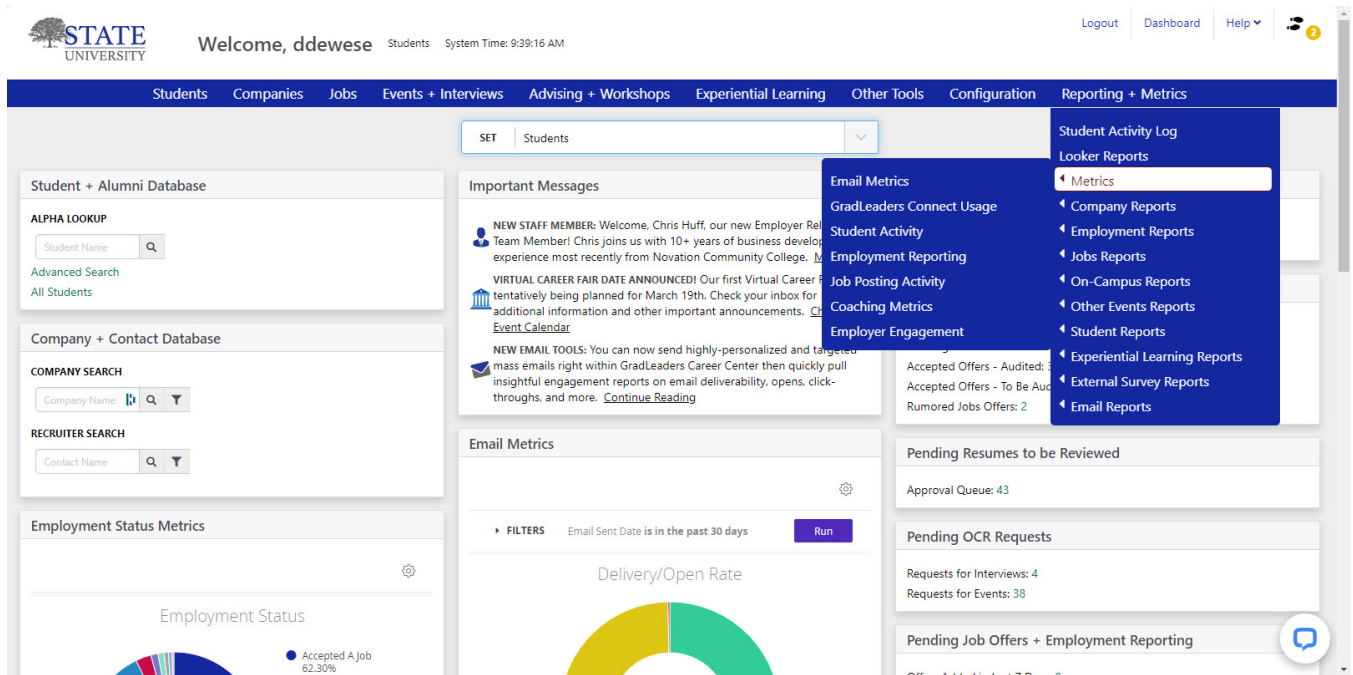 STATE
UNIVERSITY
Welcome, ddewese
Students
System Time: 9:39:16 AM
Logout
Dashboard
Help
2
Students
Companies
Jobs
Events + Interviews
Advising + Workshops
Experiential Learning
Other Tools
Configuration
Reporting + Metrics
SET
Students
Student Activity Log
Looker Reports
Metrics
Company Reports
Employment Reports
Jobs Reports
On-Campus Reports
Other Events Reports
Student Reports
Experiential Learning Reports
External Survey Reports
Email Reports
Email Metrics
GradLeaders Connect Usage
Student Activity
Employment Reporting
Job Posting Activity
Coaching Metrics
Employer Engagement
Student + Alumni Database
ALPHA LOOKUP
Student Name
Advanced Search
All Students
Company + Contact Database
COMPANY SEARCH
Company Name
RECRUITER SEARCH
Contact Name
Employment Status Metrics
Employment Status
Accepted A Job
62.30%
Important Messages
NEW STAFF MEMBER: Welcome, Chris Huff, our new Employer Rel
Team Member! Chris joins us with 10+ years of business develop
experience most recently from Novation Community College.
VIRTUAL CAREER FAIR DATE ANNOUNCED! Our first Virtual Career
tentatively being planned for March 19th. Check your inbox for
additional information and other important announcements. Ch
Event Calendar
NEW EMAIL TOOLS: You can now send highly-personalized and targeted
mass emails right within GradLeaders Career Center then quickly pull
insightful engagement reports on email deliverability, opens, click-
throughs, and more. Continue Reading
Email Metrics
FILTERS
Email Sent Date is in the past 30 days
Run
Delivery/Open Rate
Accepted Offers - Audited:
Accepted Offers - To Be Aud
Rumored Jobs Offers: 2
Pending Resumes to be Reviewed
Approval Queue: 43
Pending OCR Requests
Requests for Interviews: 4
Requests for Events: 38
Pending Job Offers + Employment Reporting